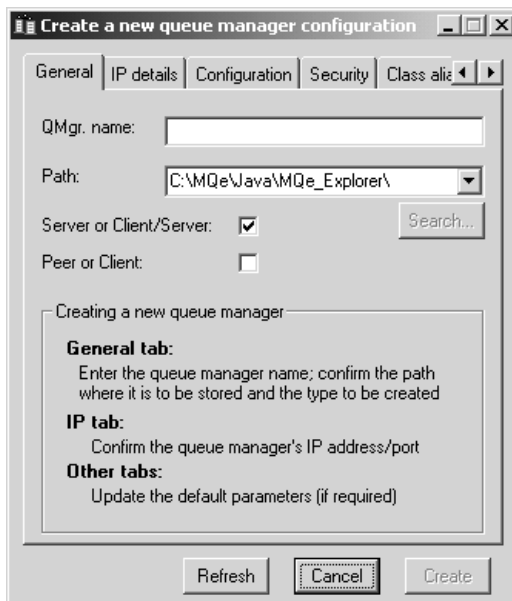 Create a new queue manager configuration
General IP details Configuration Security Class alia
QMgr. name:
Path: C:\MQe\Java\MQe_Explorer\
Server or Client/Server: Search...
Peer or Client:
Creating a new queue manager
General tab:
Enter the queue manager name; confirm the path
where it is to be stored and the type to be created
IP tab:
Confirm the queue manager's IP address/port
Other tabs:
Update the default parameters (if required)
Refresh Cancel Create